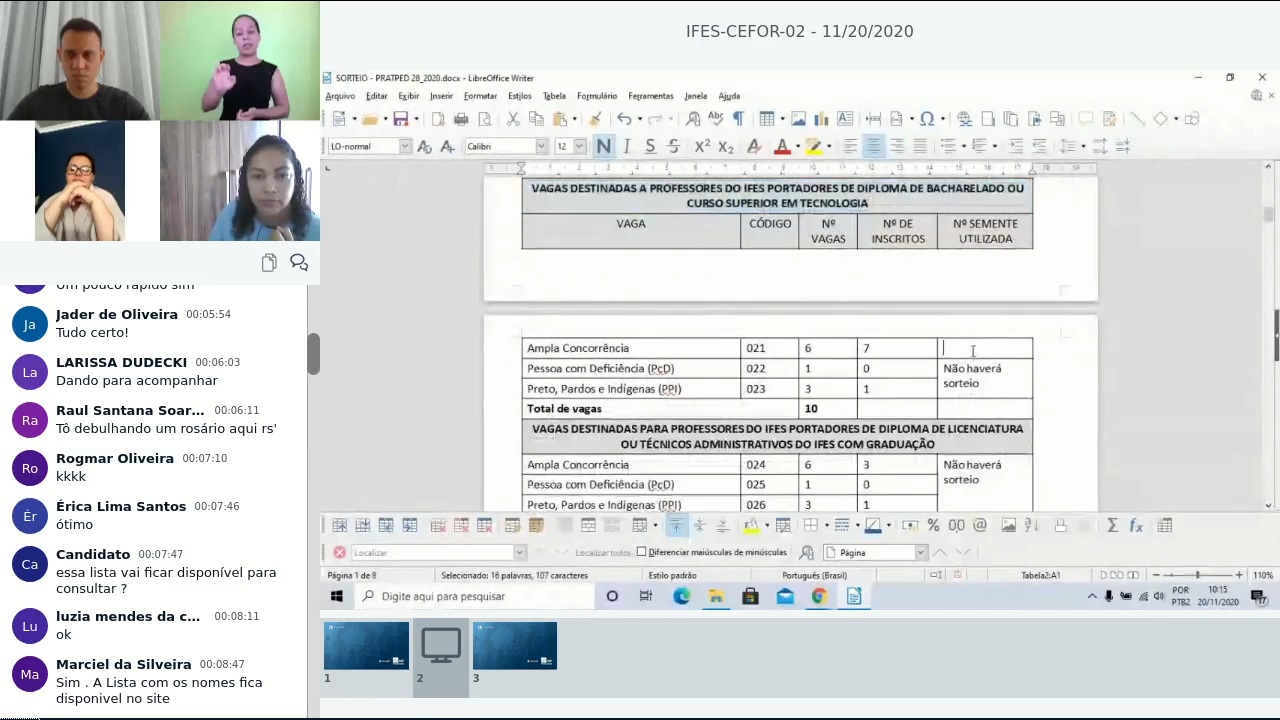 IFES-CEFOR-02 - 11/20/2020
SORTEIO - PRATPED 28_2020.docx - LibreOffice Writer
Arquivo Editar Exibir Inserir Formatar Estilos Tabela Formulário Ferramentas Janela Ajuda
LO-normal Calibri 12
VAGAS DESTINADAS A PROFESSORES DO IFES PORTADORES DE DIPLOMA DE BACHARELADO OU
CURSO SUPERIOR EM TECNOLOGIA
VAGA CÓDIGO Nº VAGAS Nº DE INSCRITOS Nº SEMENTE UTILIZADA
Ampla Concorrência 021 6 7
Pessoa com Deficiência (PcD) 022 1 0 Não haverá
Preto, Pardos e Indígenas (PPI) 023 3 1 sorteio
Total de vagas 10
VAGAS DESTINADAS PARA PROFESSORES DO IFES PORTADORES DE DIPLOMA DE LICENCIATURA
OU TÉCNICOS ADMINISTRATIVOS DO IFES COM GRADUAÇÃO
Ampla Concorrência 024 6 3 Não haverá
Pessoa com Deficiência (PcD) 025 1 0 sorteio
Preto, Pardos e Indígenas (PPI) 026 3 1
Localizar Localizar todos Diferenciar maiúsculas de minúsculas Página
Página 1 de 8 Selecionado: 16 palavras, 107 caracteres Estilo padrão Português (Brasil) Tabela2:A1 110%
Digite aqui para pesquisar POR PTB2 10:15 20/11/2020 17
1 2 3
Um pouco rápido sim
Ja Jader de Oliveira 00:05:54
Tudo certo!
La LARISSA DUDECKI 00:06:03
Dando para acompanhar
Ra Raul Santana Soar... 00:06:11
Tô debulhando um rosário aqui rs'
Ro Rogmar Oliveira 00:07:10
kkkk
Ér Érica Lima Santos 00:07:46
ótimo
Ca Candidato 00:07:47
essa lista vai ficar disponível para
consultar ?
Lu luzia mendes da c... 00:08:11
ok
Ma Marciel da Silveira 00:08:47
Sim . A Lista com os nomes fica
disponivel no site